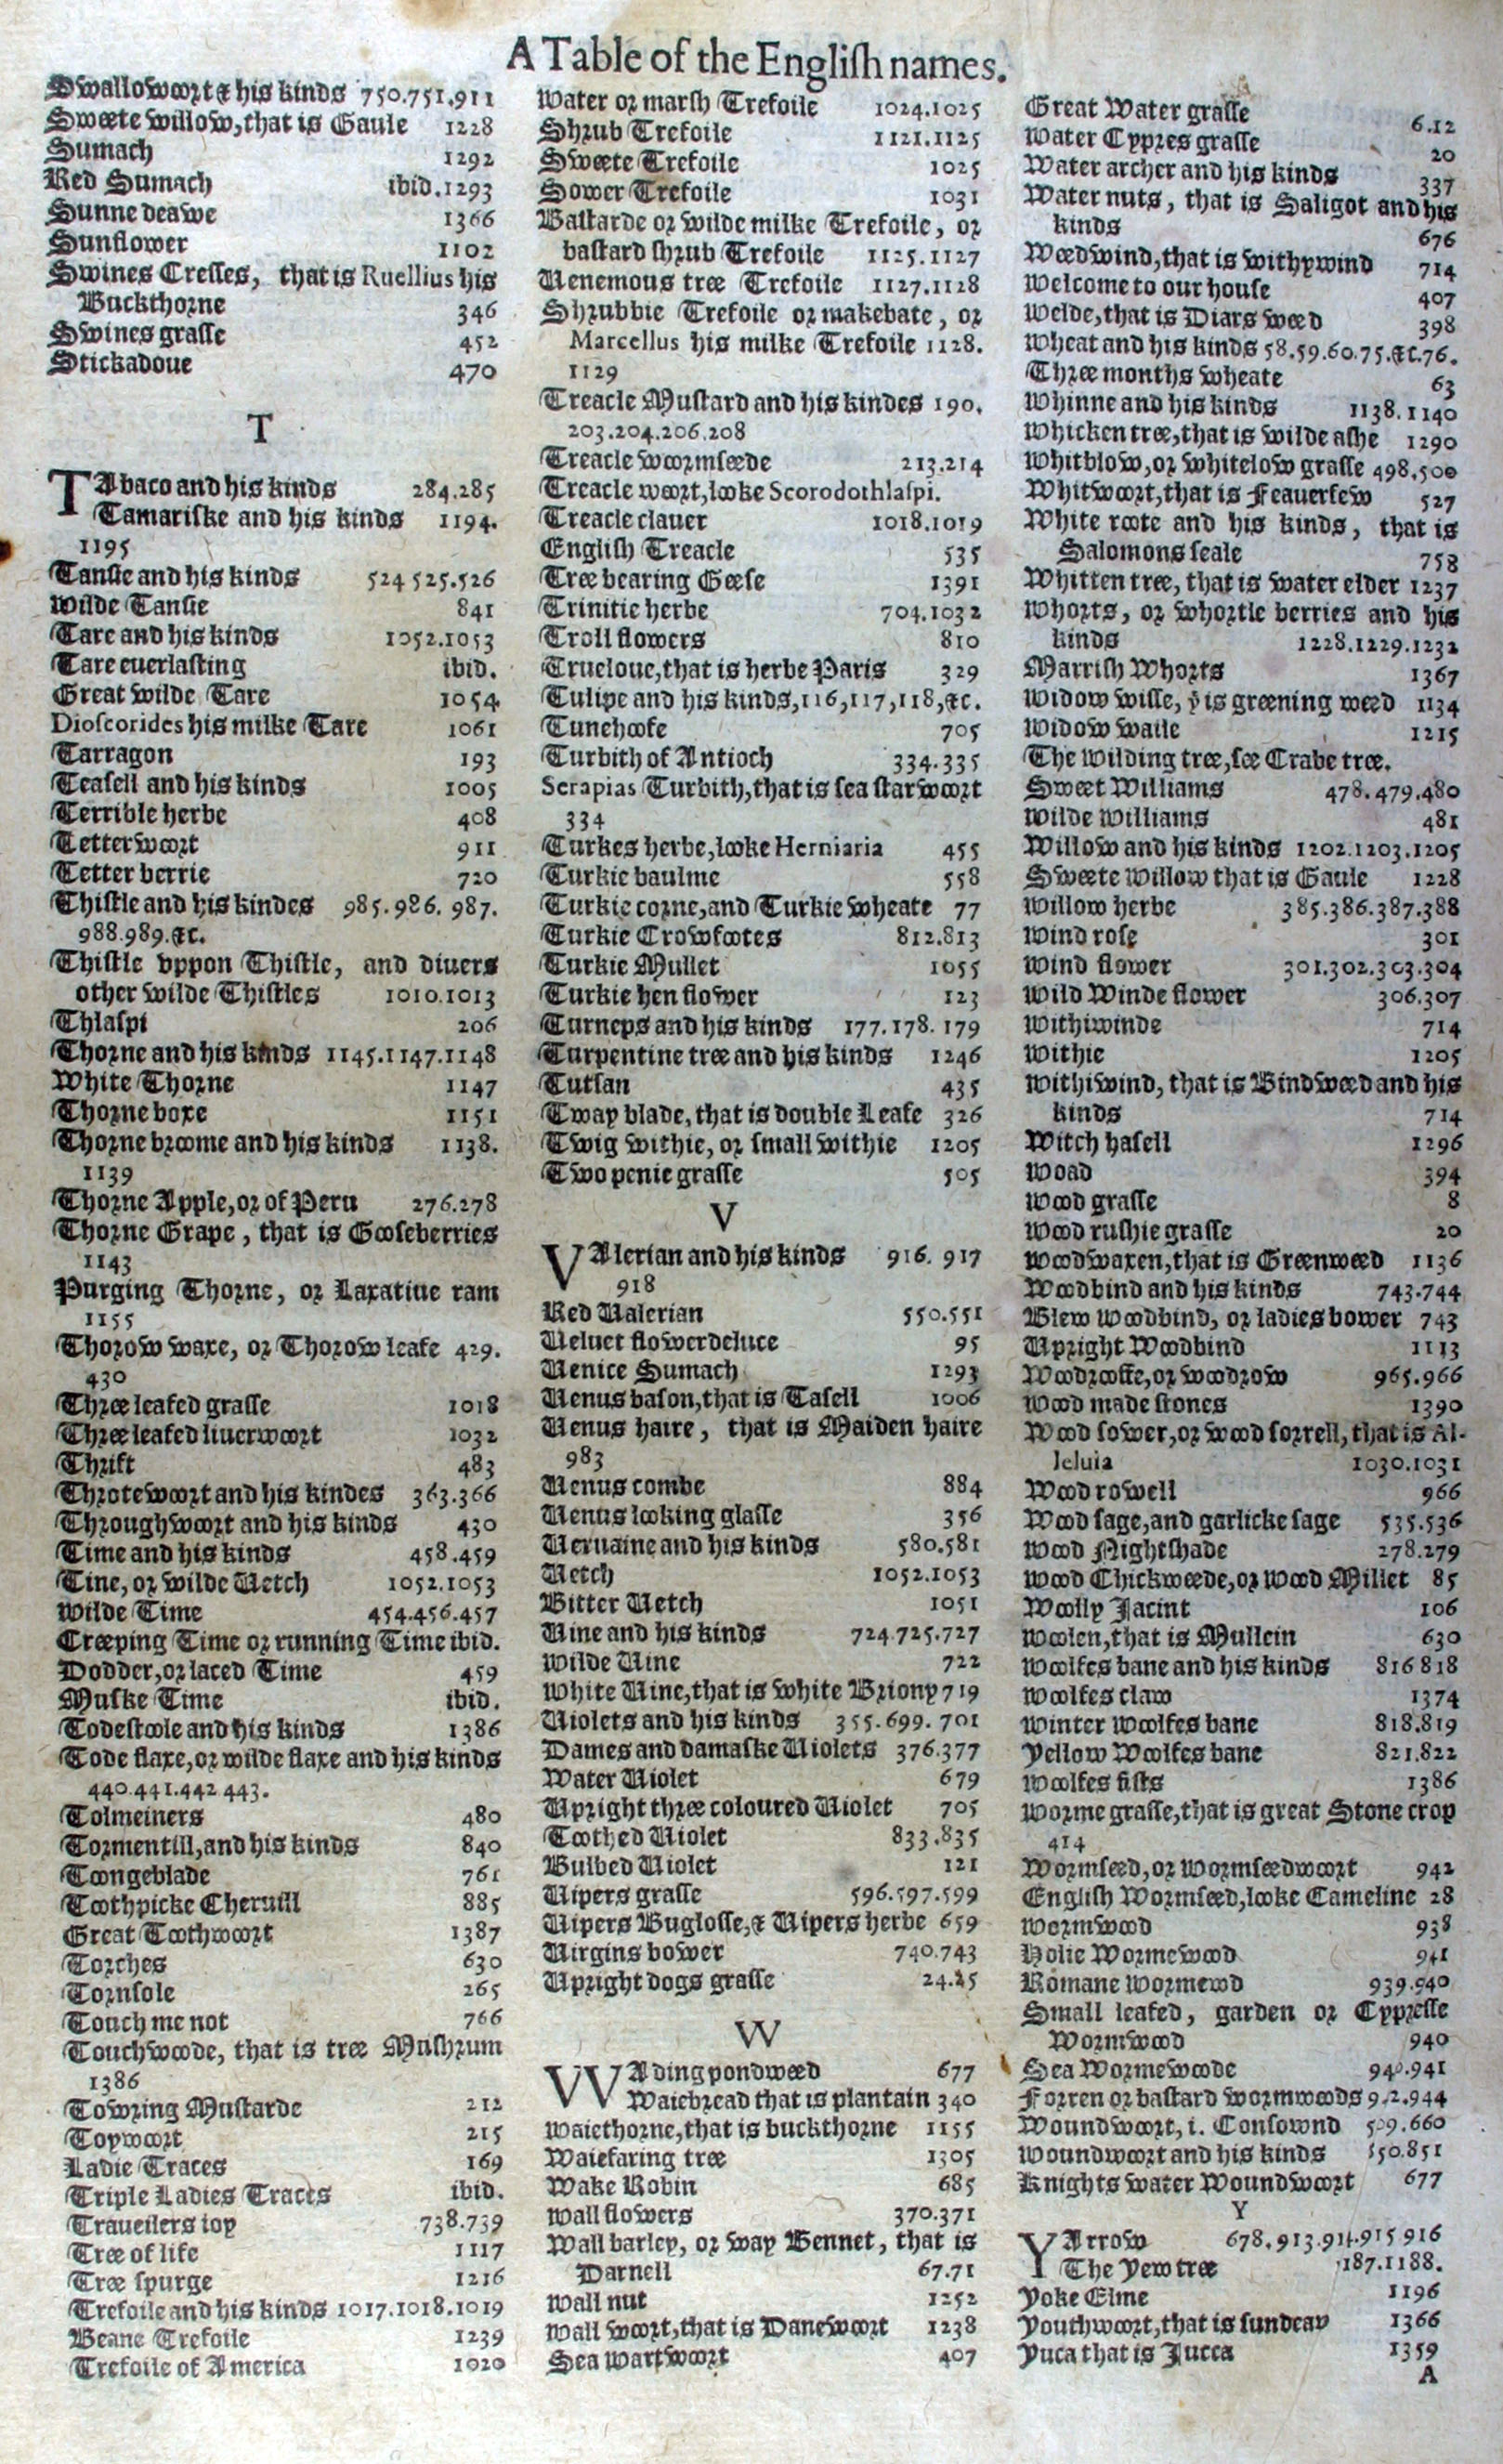 A Table of the Engliſh names.
Swallowwoort & his kinds 750.751.911
Sweete willow, that is Gaule 1228
Sumach 1292
Red Sumach ibid. 1293
Sunne deawe 1366
Sunflower 1102
Swines Creſſes, that is Ruellius his
Buckthorne 346
Swines graſſe 452
Stickadoue 470
T
TAbaco and his kinds 284.285
Tamariſke and his kinds 1194.
1195
Tanſie and his kinds 524 525.526
Wilde Tanſie 841
Tare and his kinds 1052.1053
Tare euerlaſting ibid.
Great wilde Tare 1054
Dioſcorides his milke Tare 1061
Tarragon 193
Teaſell and his kinds 1005
Terrible herbe 408
Tetterwoort 911
Tetter berrie 720
Thiſtle and his kindes 985.986. 987.
988.989.&c.
Thiſtle vppon Thiſtle, and diuers
other wilde Thiſtles 1010.1013
Thlaſpi 206
Thorne and his kinds 1145.1147.1148
White Thorne 1147
Thorne boxe 1151
Thorne broome and his kinds 1138.
1139
Thorne Apple, or of Peru 276.278
Thorne Grape, that is Gooſeberries
1143
Purging Thorne, or Laxatiue ram
1155
Thorow waxe, or Thorow leafe 429.
430
Three leafed graſſe 1018
Three leafed liuerwoort 1032
Thrift 483
Throtewoort and his kindes 363.366
Throughwoort and his kinds 430
Time and his kinds 458.459
Tine, or wilde Uetch 1052.1053
Wilde Time 454.456.457
Creeping Time or running Time ibid.
Dodder, or laced Time 459
Muſke Time ibid.
Todeſtoole and his kinds 1386
Tode flaxe, or wilde flaxe and his kinds
440.441.442 443.
Tolmeiners 480
Tormentill, and his kinds 840
Toongeblade 761
Toothpicke Cheruill 885
Great Toothwoort 1387
Torches 630
Tornſole 265
Touch me not 766
Touchwoode, that is tree Muſhrum
1386
Towring Muſtarde 212
Toywoort 215
Ladie Traces 169
Triple Ladies Traces ibid.
Trauellers ioy 738.739
Tree of life 1117
Tree ſpurge 1216
Trefoile and his kinds 1017.1018.1019
Beane Trefoile 1239
Trefoile of America 1020
Water or marſh Trefoile 1024.1025
Shrub Trefoile 1121.1125
Sweete Trefoile 1025
Sower Trefoile 1031
Baſtarde or wilde milke Trefoile, or
baſtard ſhrub Trefoile 1125.1127
Uenemous tree Trefoile 1127.1128
Shrubbie Trefoile or makebate, or
Marcellus his milke Trefoile 1128.
1129
Treacle Muſtard and his kindes 190.
203.204.206.208
Treacle woormſeede 213.214
Treacle woort, looke Scorodothlaſpi.
Treacle clauer 1018.1019
Engliſh Treacle 535
Tree bearing Geeſe 1391
Trinitie herbe 704.1032
Troll flowers 810
Trueloue, that is herbe Paris 329
Tulipe and his kinds, 116,117,118,&c.
Tunehoofe 705
Turbith of Antioch 334.335
Serapias Turbith, that is ſea ſtarwoort
334
Turkes herbe, looke Herniaria 455
Turkie baulme 558
Turkie corne, and Turkie wheate 77
Turkie Crowfootes 812.813
Turkie Mullet 1055
Turkie hen flower 123
Turneps and his kinds 177.178. 179
Turpentine tree and his kinds 1246
Tutſan 435
Tway blade, that is double Leafe 326
Twig withie, or ſmall withie 1205
Two penie graſſe 505
V
VAlerian and his kinds 916. 917
918
Red Ualerian 550.551
Ueluet flowerdeluce 95
Uenice Sumach 1293
Uenus baſon, that is Taſell 1006
Uenus haire, that is Maiden haire
983
Uenus combe 884
Uenus looking glaſſe 356
Ueruaine and his kinds 580.581
Uetch 1052.1053
Bitter Uetch 1051
Uine and his kinds 724.725.727
Wilde Uine 722
White Uine, that is white Briony 719
Uiolets and his kinds 355.699. 701
Dames and damaſke Uiolets 376.377
Water Uiolet 679
Upright three coloured Uiolet 705
Toothed Uiolet 833.835
Bulbed Uiolet 121
Uipers graſſe 596.597.599
Uipers Bugloſſe, & Uipers herbe 659
Uirgins bower 740.743
Upright dogs graſſe 24.25
W
WAding pondweed 677
Waiebread that is plantain 340
Waiethorne, that is buckthorne 1155
Waiefaring tree 1305
Wake Robin 685
Wall flowers 370.371
Wall barley, or way Bennet, that is
Darnell 67.71
Wall nut 1252
Wall woort, that is Danewoort 1238
Sea wartwoort 407
Great Water graſſe 6.12
Water Cypres graſſe 20
Water archer and his kinds 337
Water nuts, that is Saligot and his
kinds 676
Weedwind, that is withywind 714
Welcome to our houſe 407
Welde, that is Diars weed 398
Wheat and his kinds 58.59.60.75.&c.76.
Three months wheate 63
Whinne and his kinds 1138.1140
Whicken tree, that is wilde aſhe 1290
Whitblow, or whitelow graſſe 498.500
Whitwoort, that is Feauerfew 527
White roote and his kinds, that is
Salomons ſeale 758
Whitten tree, that is water elder 1237
Whorts, or whortle berries and his
kinds 1228.1229.1232
Marriſh Whorts 1367
Widow wiſſe, ẏ is greening weed 1134
Widow waile 1215
The wilding tree, ſee Crabe tree.
Sweet Williams 478.479.480
Wilde Williams 481
Willow and his kinds 1202.1203.1205
Sweete willow that is Gaule 1228
Willow herbe 385.386.387.388
Wind roſe 301
Wind flower 301.302.303.304
Wild Winde flower 306.307
Withiwinde 714
Withie 1205
Withiwind, that is Bindweed and his
kinds 714
Witch haſell 1296
Woad 394
Wood graſſe 8
Wood ruſhie graſſe 20
Woodwaxen, that is Greenweed 1136
Woodbind and his kinds 743.744
Blew Woodbind, or ladies bower 743
Upright Woodbind 1113
Woodrooffe, or woodrow 965.966
Wood made ſtones 1390
Wood ſower, or wood ſorrell, that is Al-
leluia 1030.1031
Wood rowell 966
Wood ſage, and garlicke ſage 535.536
Wood Nightſhade 278.279
Wood Chickweede, or Wood Millet 85
Woolly Jacint 106
Woolen, that is Mullein 630
Woolfes bane and his kinds 816 818
Woolfes claw 1374
Winter Woolfes bane 818.819
Yellow Woolfes bane 821.822
Woolfes fiſts 1386
Worme graſſe, that is great Stone crop
414
Wormſeed, or wormſeedwoort 942
Engliſh Wormſeed, looke Cameline 28
Wormwood 938
Holie Wormewood 941
Romane Wormewod 939.940
Small leafed, garden or Cypreſſe
Wormwood 940
Sea Wormewoode 940.941
Forren or baſtard wormwoods 942.944
Woundwoort, i. Conſownd 509.660
Woundwoort and his kinds 850.851
Knights water Woundwoort 677
Y
YArrow 678.913.914.915 916
The Yew tree 1187.1188.
Yoke Elme 1196
Youthwoort, that is ſundeav 1366
Yuca that is Jucca 1359
A